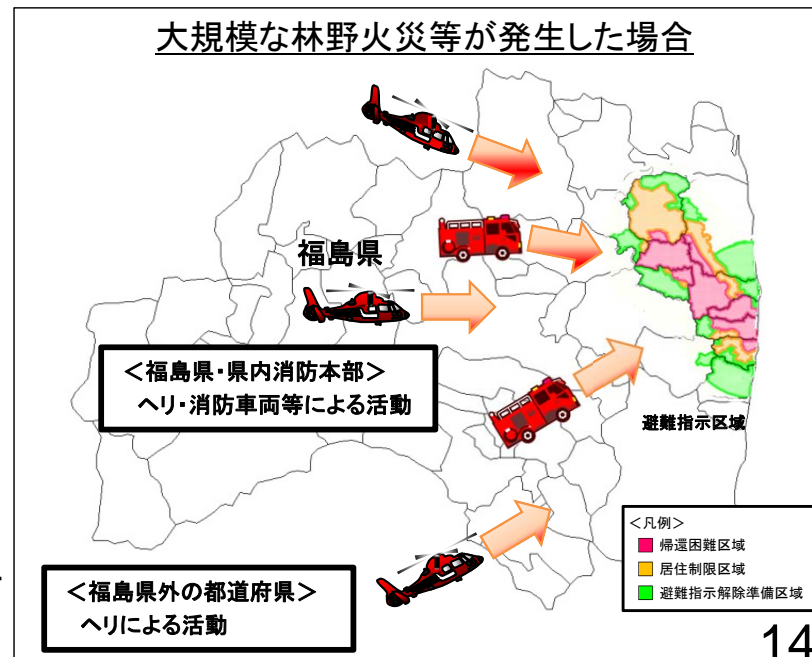 大規模な林野火災等が発生した場合
福島県
＜福島県・県内消防本部＞
ヘリ・消防車両等による活動
避難指示区域
＜凡例＞
帰還困難区域
居住制限区域
避難指示解除準備区域
＜福島県外の都道府県＞
ヘリによる活動
14